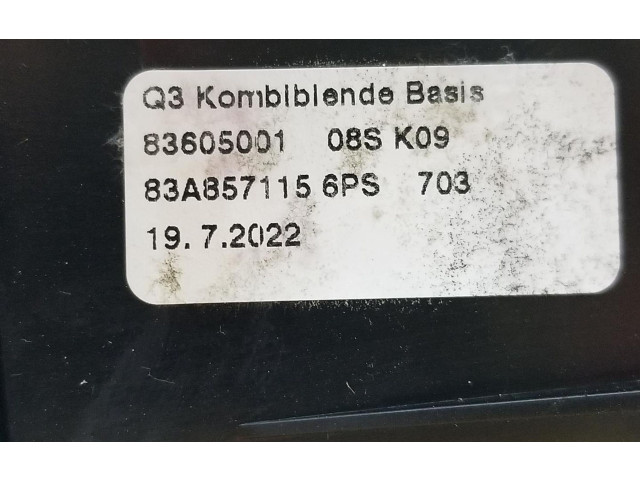 Q3 Kombiblende Basis
83605001 08S K09
83A857115 6PS 703
19.7.2022